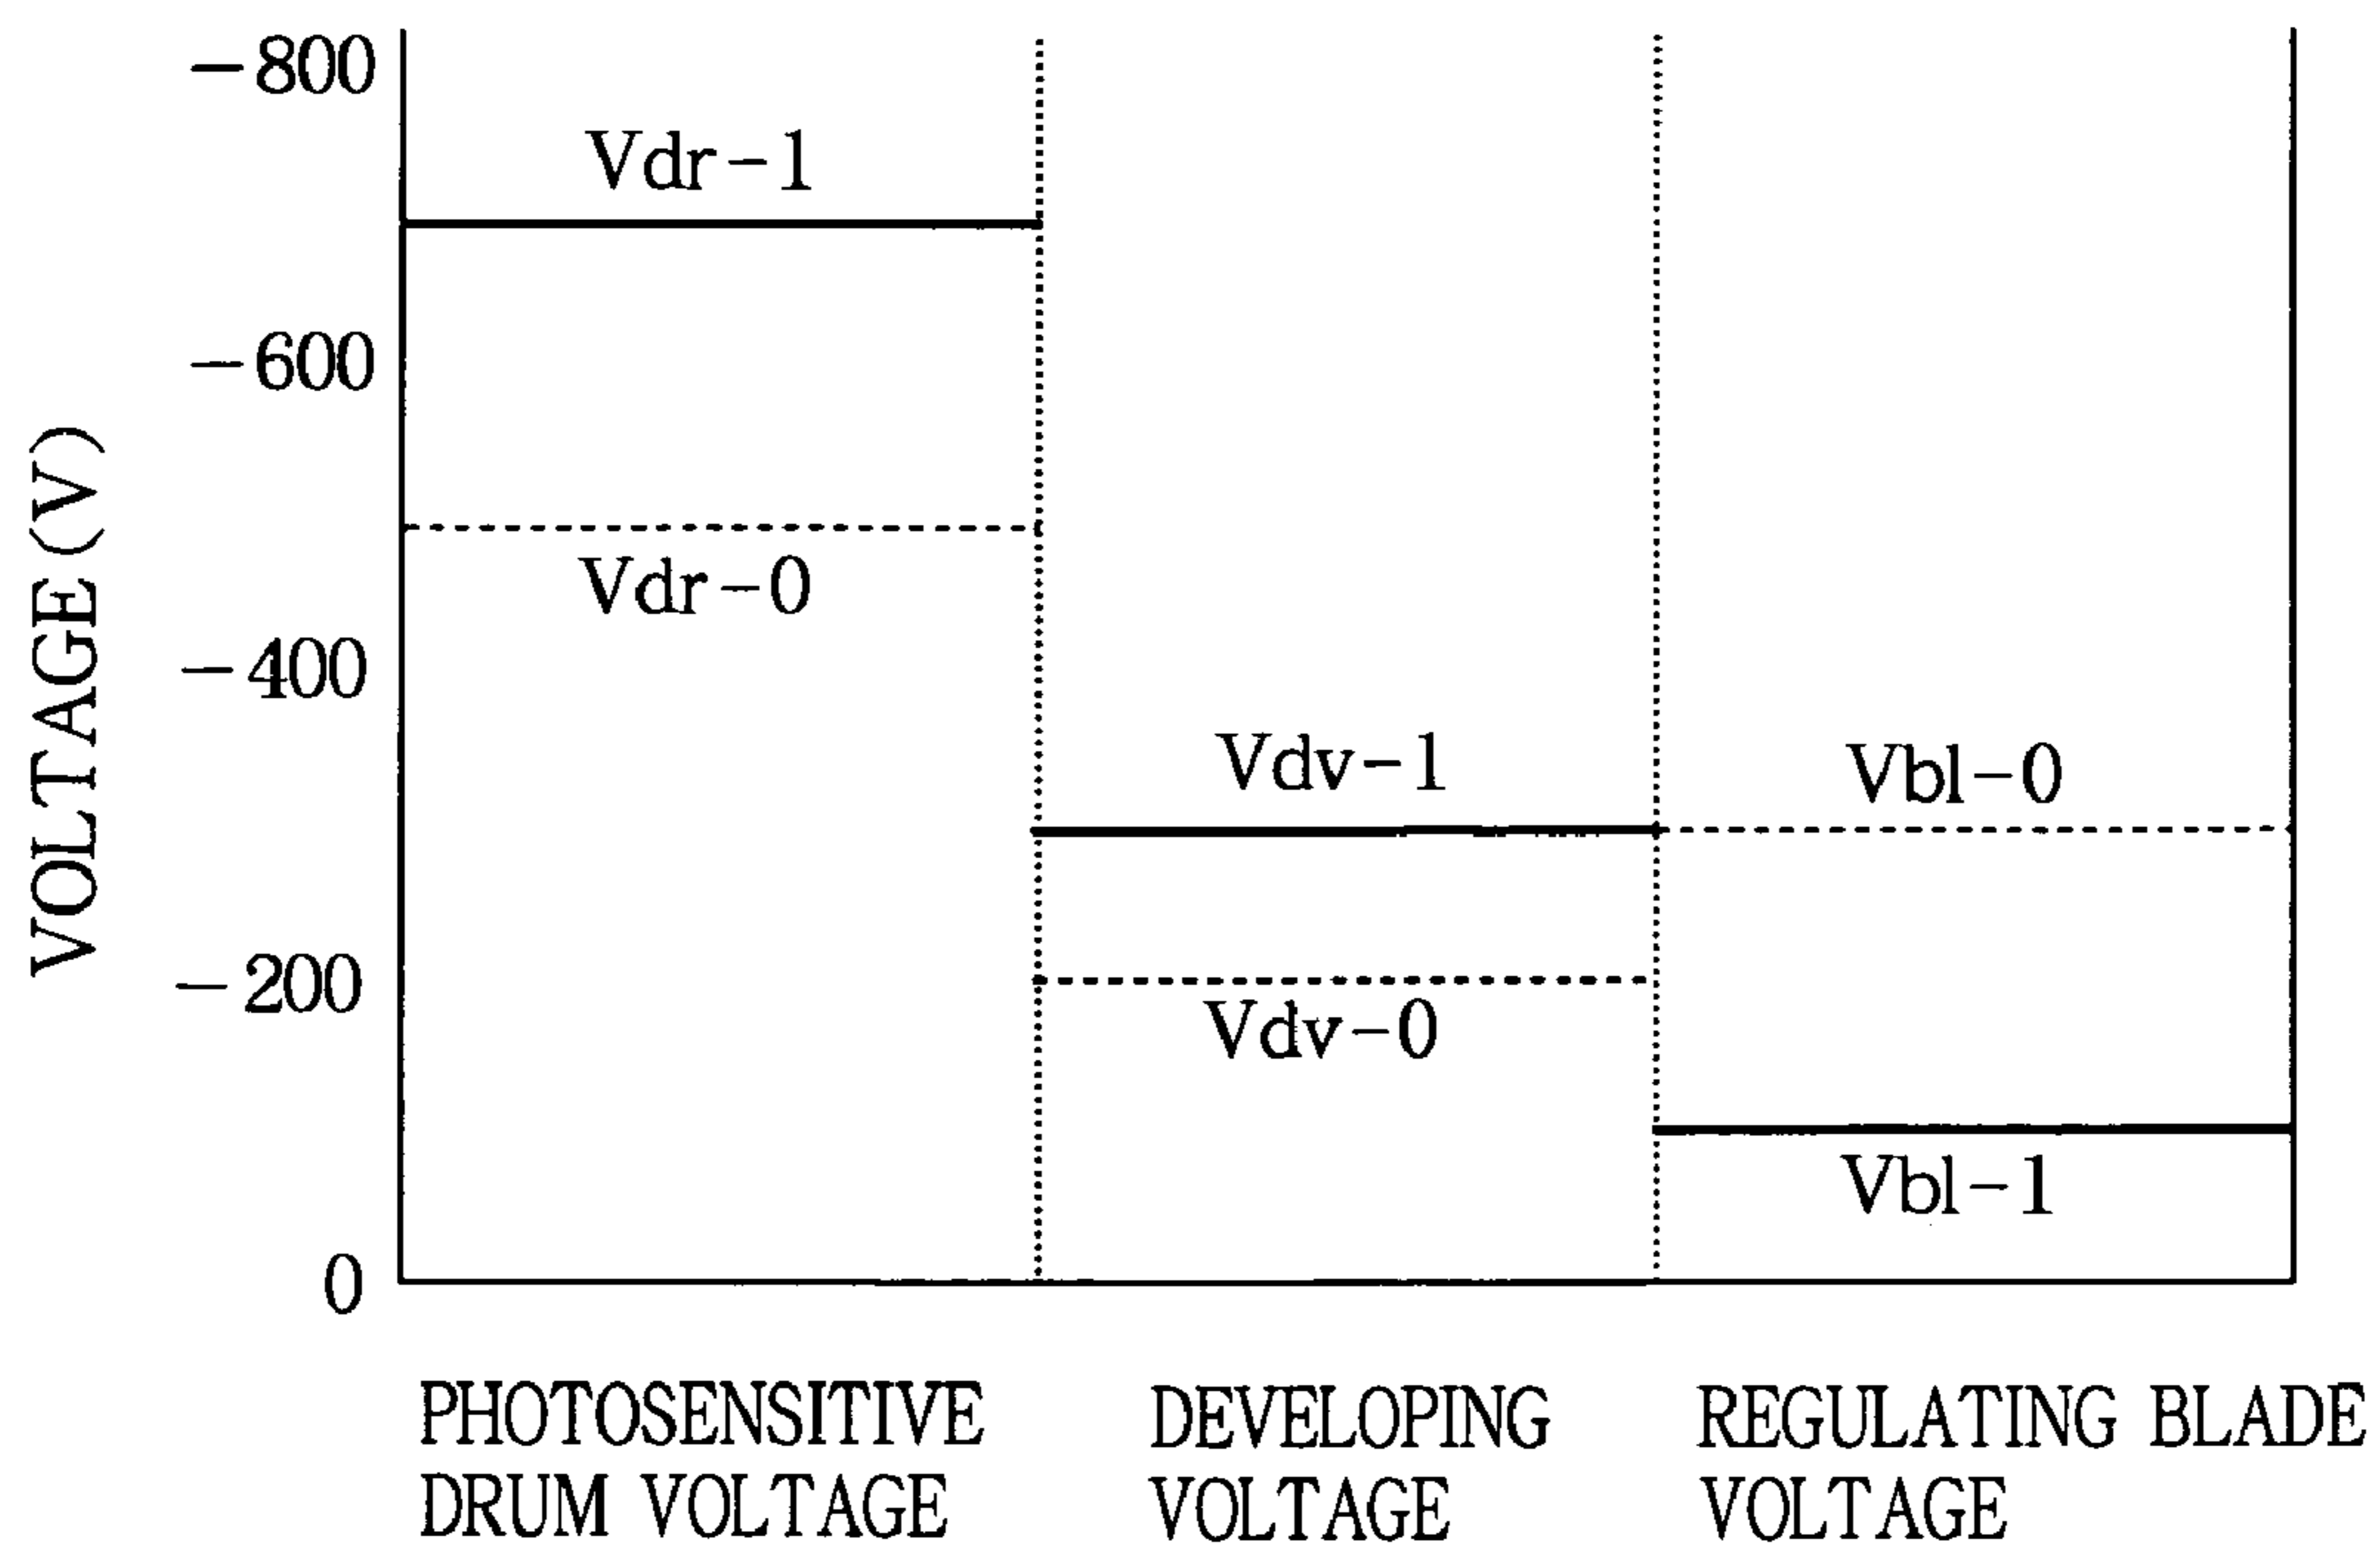 −800
Vdr−1
−600
Vdr−0
−400
Vdv−1
Vbl−0
−200
Vdv−0
Vbl−1
0
VOLTAGE(V)
PHOTOSENSITIVE
DRUM VOLTAGE
DEVELOPING
VOLTAGE
REGULATING BLADE
VOLTAGE